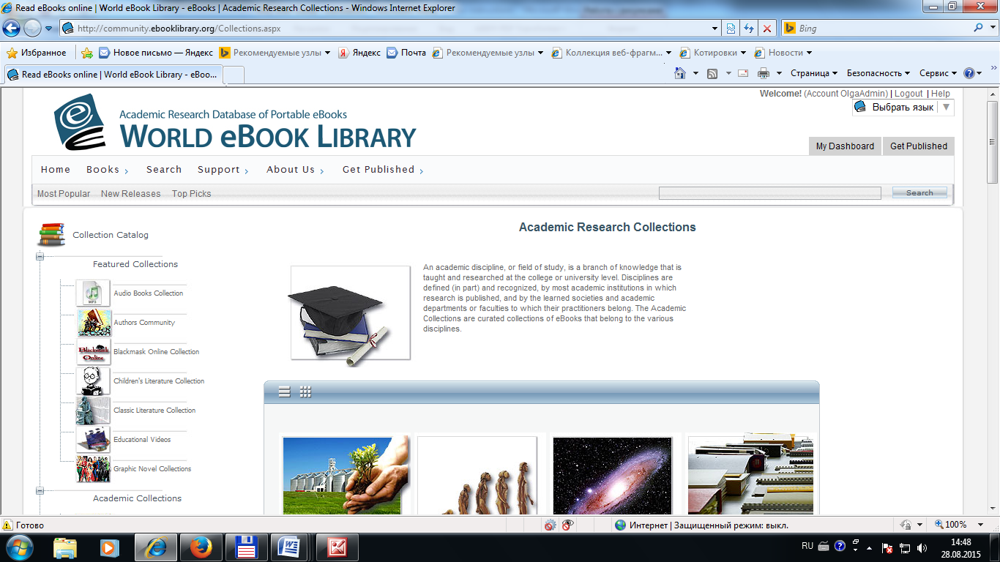 Read eBooks online | World eBook Library - eBooks | Academic Research Collections - Windows Internet Explorer
http://community.ebooklibrary.org/Collections.aspx
Bing
Избранное
Новое письмо — Яндекс
Рекомендуемые узлы
Яндекс
Почта
Рекомендуемые узлы
Коллекция веб-фрагм...
Котировки
Новости
Read eBooks online | World eBook Library - eBoo...
Страница
Безопасность
Сервис
Welcome! (Account OlgaAdmin) | Logout | Help
Выбрать язык
Academic Research Database of Portable eBooks
WORLD eBOOK LIBRARY
My Dashboard
Get Published
Home
Books
Search
Support
About Us
Get Published
Most Popular
New Releases
Top Picks
Search
Collection Catalog
Featured Collections
MP3
Audio Books Collection
Authors Community
Blackmask Online
Blackmask Online Collection
Children's Literature Collection
Classic Literature Collection
Educational Videos
Graphic Novel Collections
Academic Collections
Academic Research Collections
An academic discipline, or field of study, is a branch of knowledge that is
taught and researched at the college or university level. Disciplines are
defined (in part) and recognized, by most academic institutions in which
research is published, and by the learned societies and academic
departments or faculties to which their practitioners belong. The Academic
Collections are curated collections of eBooks that belong to the various
disciplines.
Готово
Интернет | Защищенный режим: выкл.
100%
RU
14:48
28.08.2015